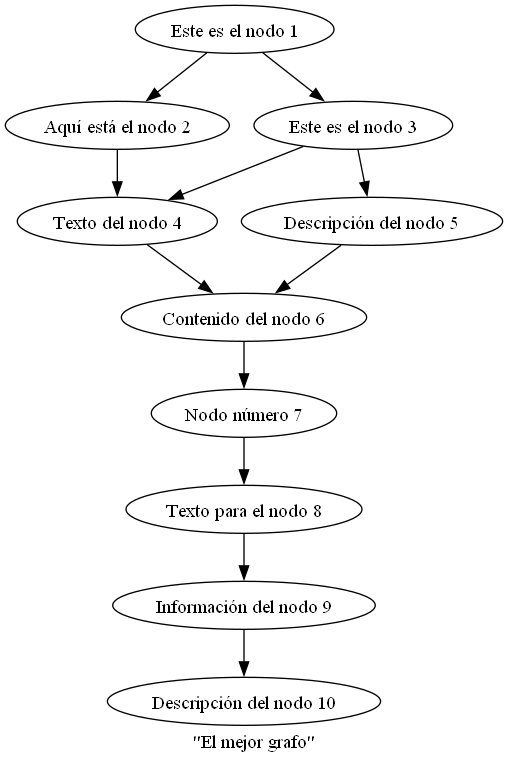 Este es el nodo 1
Aquí está el nodo 2
Este es el nodo 3
Texto del nodo 4
Descripción del nodo 5
Contenido del nodo 6
Nodo número 7
Texto para el nodo 8
Información del nodo 9
Descripción del nodo 10
"El mejor grafo"